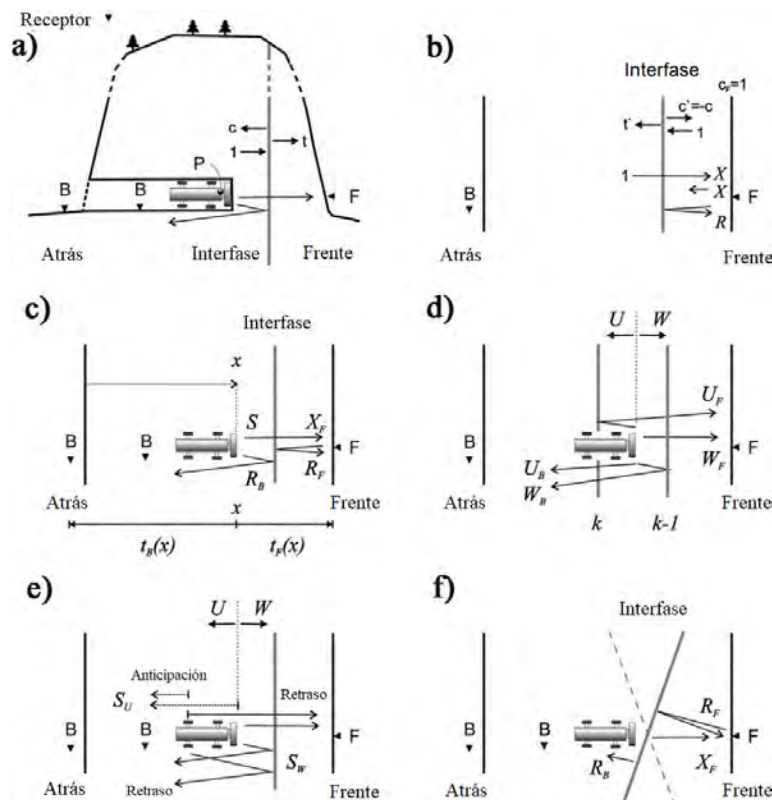 Receptor
a)
c
t
1
P
B
B
F
Atrás
Interfase
Frente
b)
Interfase
c_F=1
c`=-c
t`
1
1
X
X
B
F
R
Atrás
Frente
c)
Interfase
x
S
X_F
B
B
F
R_B
R_F
Atrás
Frente
x
t_B(x)
t_F(x)
d)
U W
U_F
B
B
F
W_F
U_B
W_B
Atrás
Frente
k
k-1
e)
U W
Anticipación
S_U
Retraso
B
B
F
S_W
Atrás
Retraso
Frente
f)
Interfase
R_F
B
B
F
R_B
X_F
Atrás
Frente